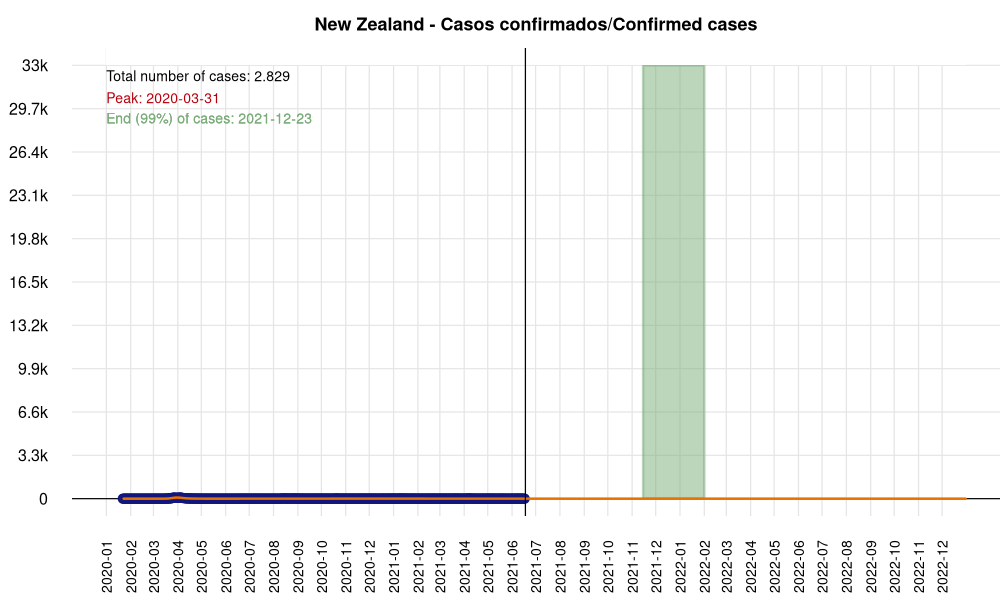 New Zealand - Casos confirmados/Confirmed cases
Total number of cases: 2.829
Peak: 2020-03-31
End (99%) of cases: 2021-12-23
33k
29.7k
26.4k
23.1k
19.8k
16.5k
13.2k
9.9k
6.6k
3.3k
0
2020-01
2020-02
2020-03
2020-04
2020-05
2020-06
2020-07
2020-08
2020-09
2020-10
2020-11
2020-12
2021-01
2021-02
2021-03
2021-04
2021-05
2021-06
2021-07
2021-08
2021-09
2021-10
2021-11
2021-12
2022-01
2022-02
2022-03
2022-04
2022-05
2022-06
2022-07
2022-08
2022-09
2022-10
2022-11
2022-12